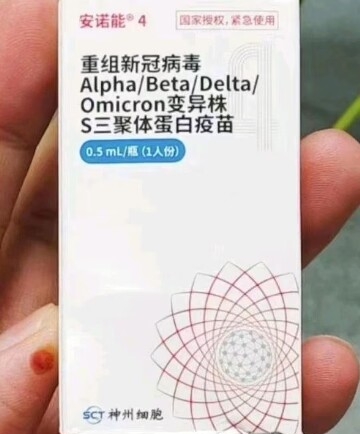 安诺能® 4
国家授权，紧急使用
重组新冠病毒
Alpha/Beta/Delta/
Omicron变异株
S三聚体蛋白疫苗
0.5 mL/瓶 (1人份)
4
SCT 神州细胞